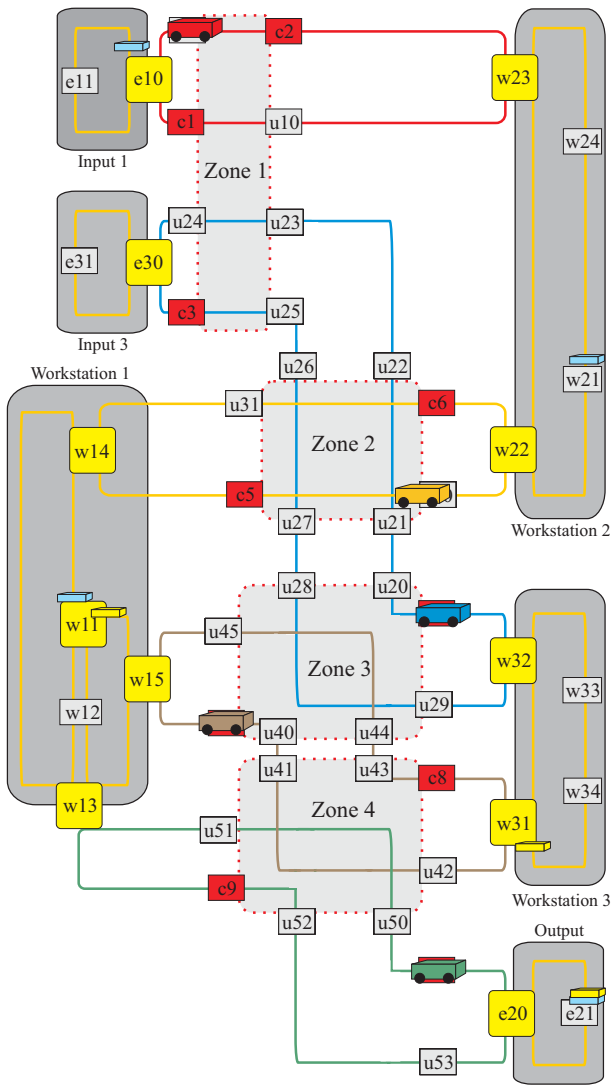 c2
e10
e11
w23
c1
u10
w24
Input 1
Zone 1
u24
u23
e31
e30
c3
u25
Input 3
u26
u22
w21
Workstation 1
u31
c6
w14
Zone 2
w22
c5
u27
u21
Workstation 2
u28
u20
w11
u45
w32
w15
Zone 3
w33
w12
u29
u40
u44
u41
u43
c8
w34
w13
Zone 4
w31
u51
u42
c9
Workstation 3
u52
u50
Output
e20
e21
u53